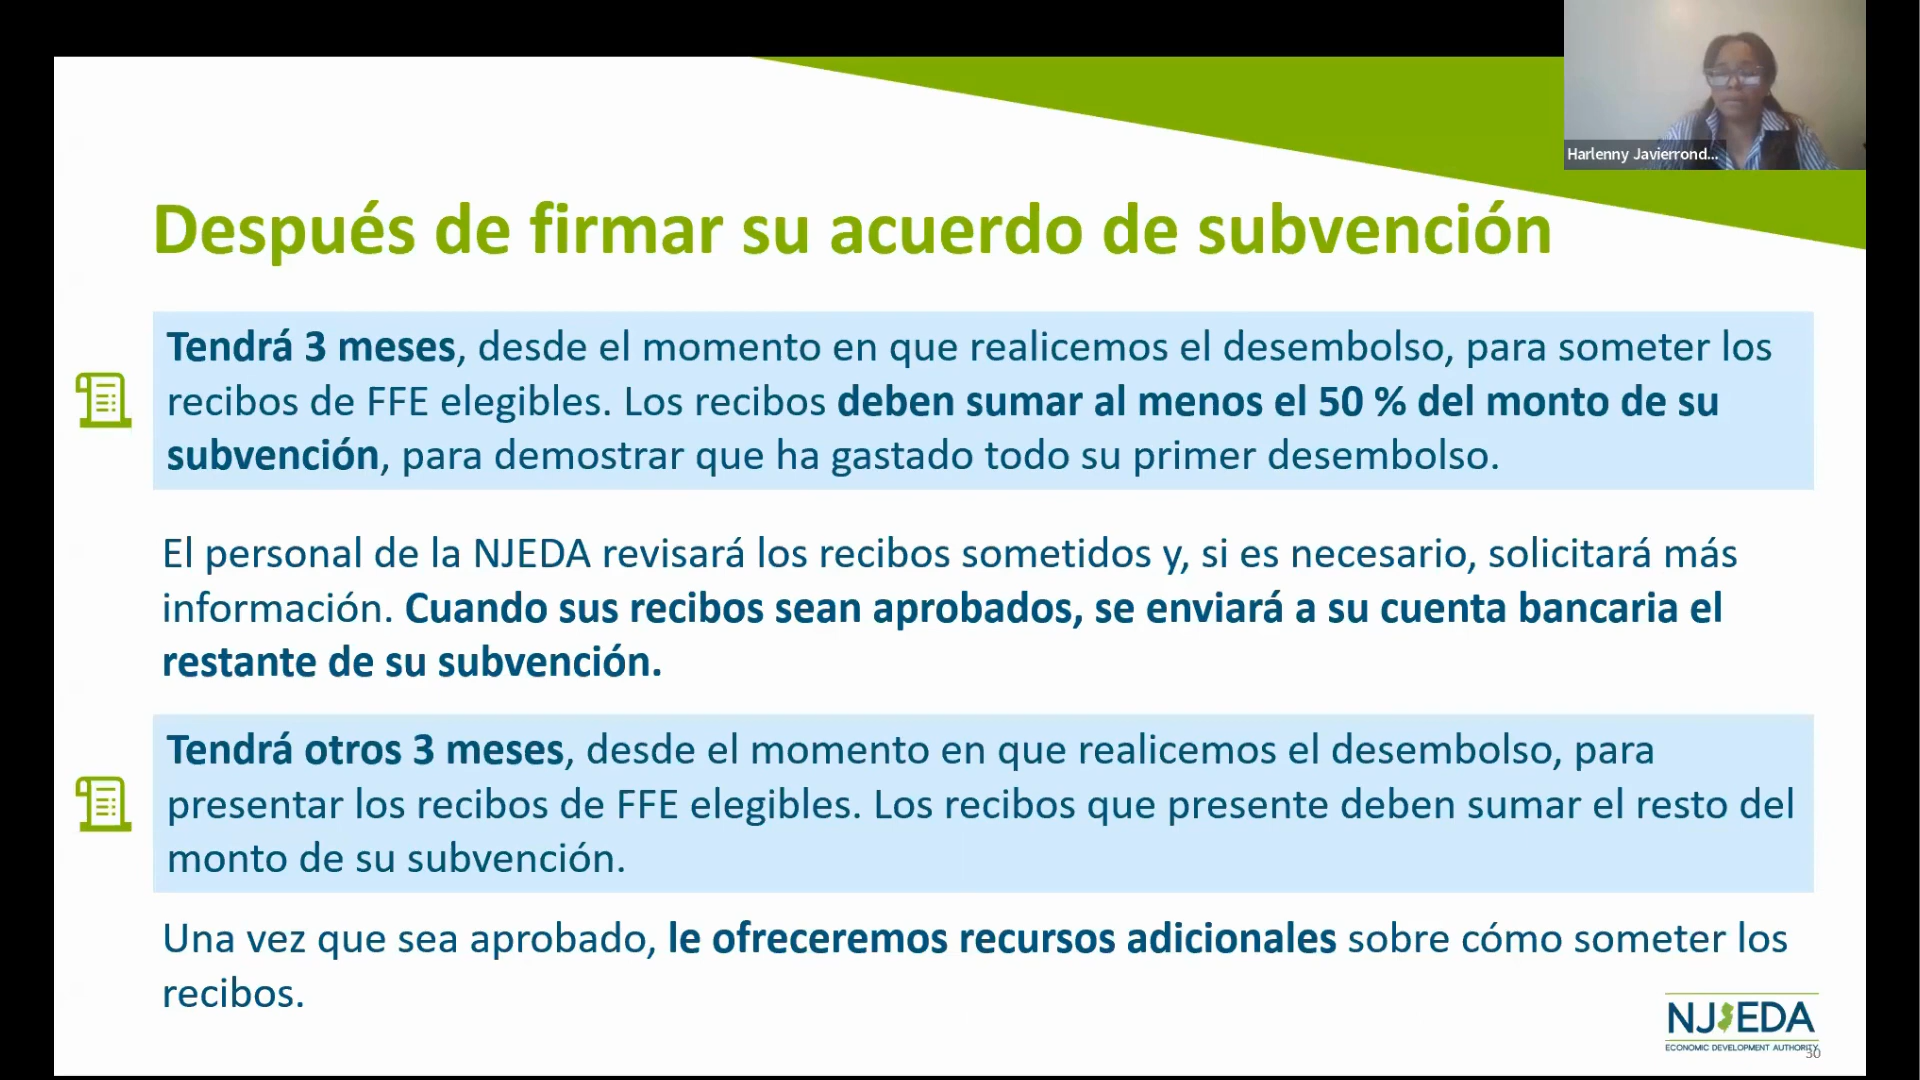 Harlenny Javierrond...
Después de firmar su acuerdo de subvención
Tendrá 3 meses, desde el momento en que realicemos el desembolso, para someter los
recibos de FFE elegibles. Los recibos deben sumar al menos el 50 % del monto de su
subvención, para demostrar que ha gastado todo su primer desembolso.
El personal de la NJEDA revisará los recibos sometidos y, si es necesario, solicitará más
información. Cuando sus recibos sean aprobados, se enviará a su cuenta bancaria el
restante de su subvención.
Tendrá otros 3 meses, desde el momento en que realicemos el desembolso, para
presentar los recibos de FFE elegibles. Los recibos que presente deben sumar el resto del
monto de su subvención.
Una vez que sea aprobado, le ofreceremos recursos adicionales sobre cómo someter los
recibos.
NJEDA
ECONOMIC DEVELOPMENT AUTHORITY
30